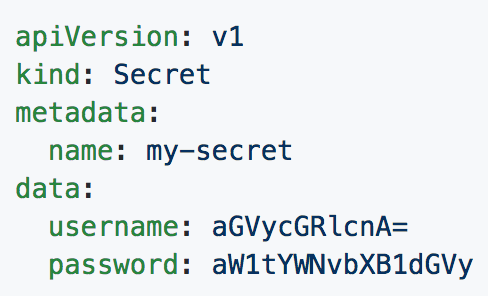 apiVersion: v1
kind: Secret
metadata:
  name: my-secret
data:
  username: aGVycGRlcnA=
  password: aW1tYWNvbXB1dGVy